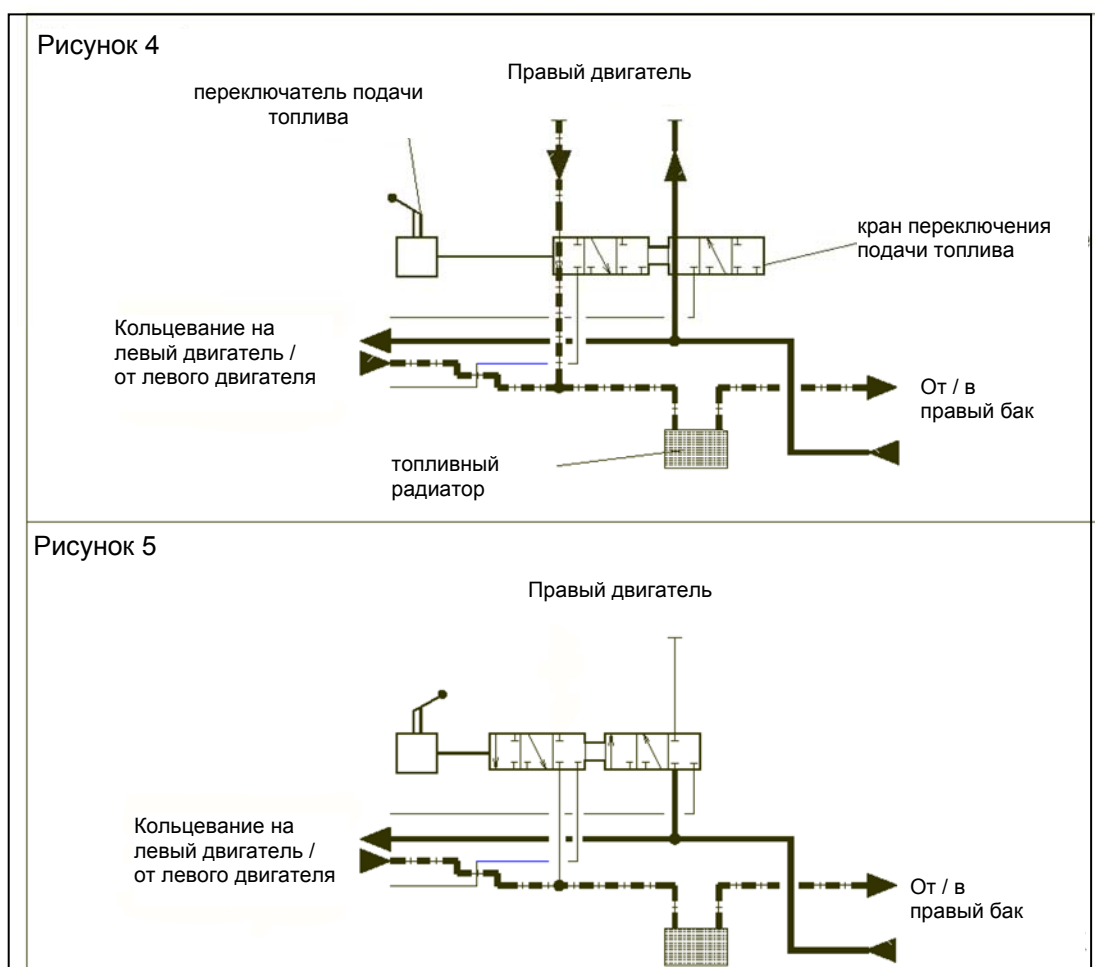 Рисунок 4
Правый двигатель
переключатель подачи
топлива
кран переключения
подачи топлива
Кольцевание на
левый двигатель /
от левого двигателя
От / в
правый бак
топливный
радиатор
Рисунок 5
Правый двигатель
Кольцевание на
левый двигатель /
от левого двигателя
От / в
правый бак